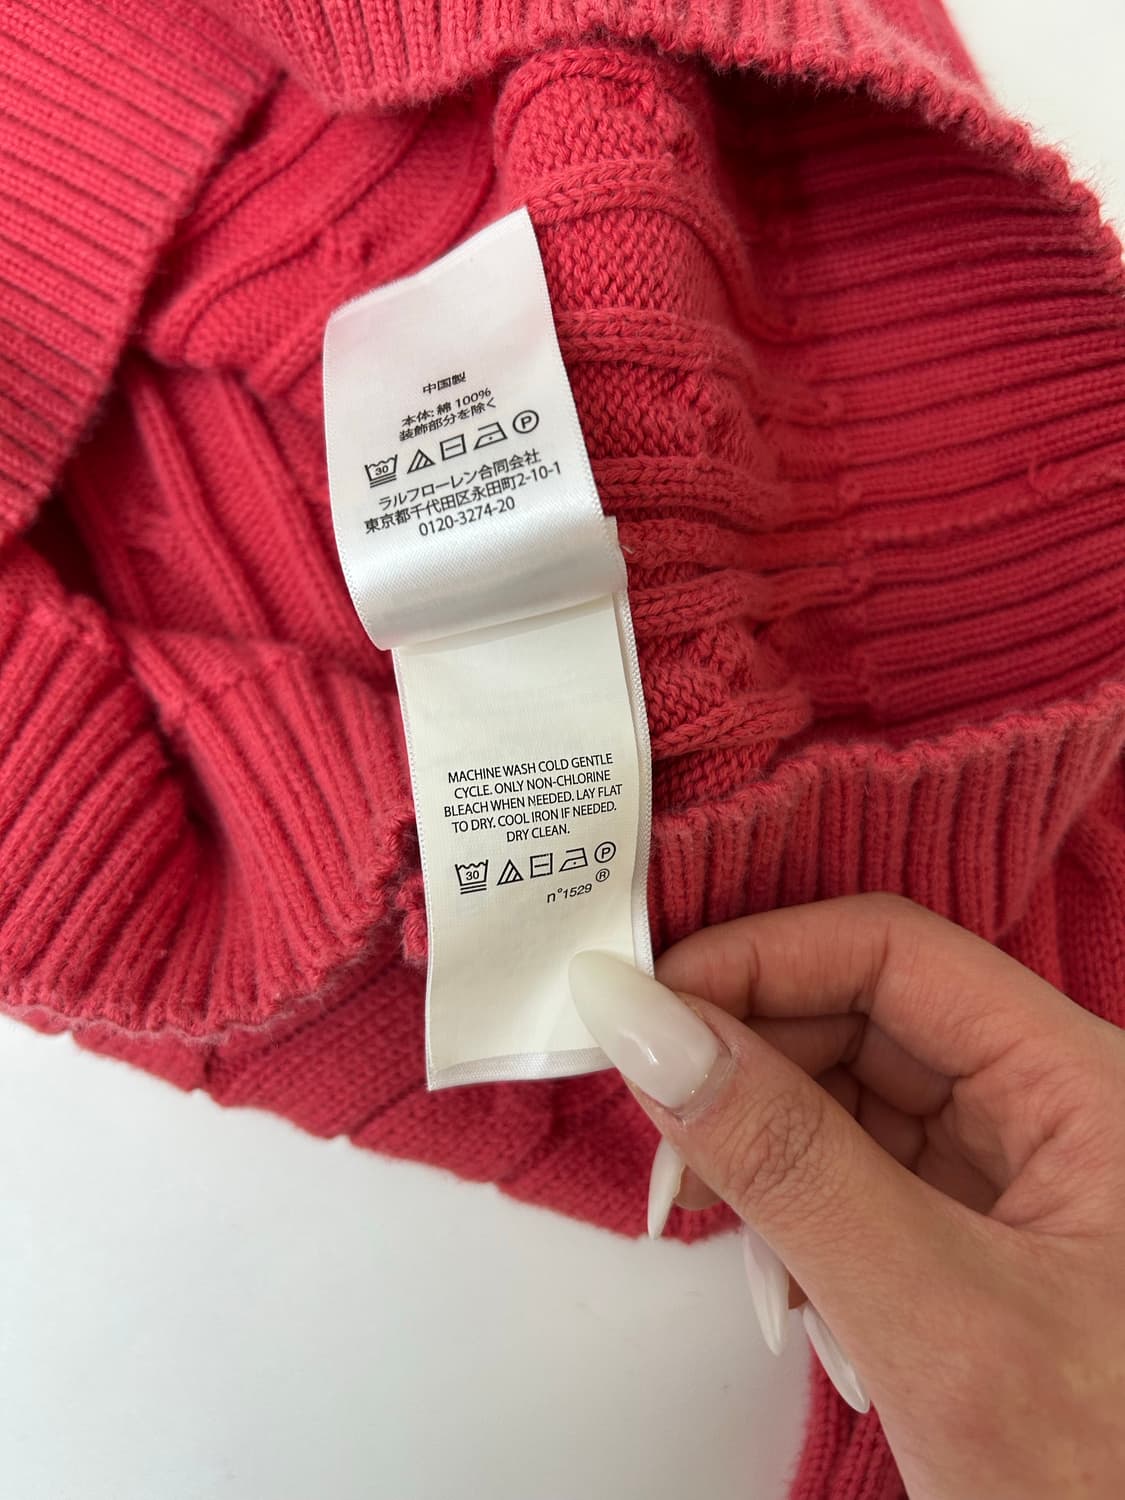 中国製
本体: 綿 100%
装飾部分を除く
30 P
ラルフローレン合同会社
東京都千代田区永田町2-10-1
0120-3274-20
MACHINE WASH COLD GENTLE
CYCLE. ONLY NON-CHLORINE
BLEACH WHEN NEEDED. LAY FLAT
TO DRY. COOL IRON IF NEEDED.
DRY CLEAN.
30 P
®
n°1529